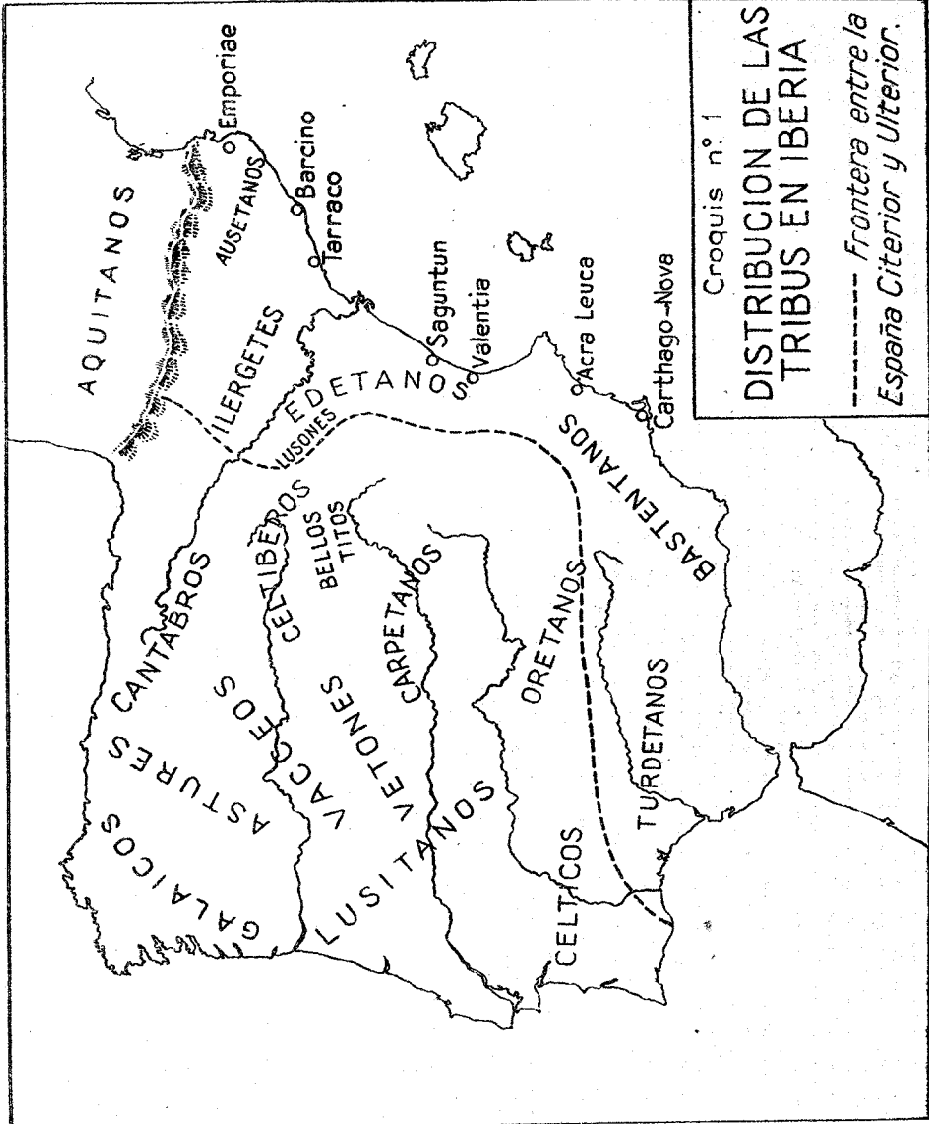 AQUITANOS
Emporiae
AUSETANOS
Barcino
Tarraco
ILERGETES
EDETANOS
LUSONES
Saguntun
Valentia
Acra Leuca
Carthago-Nova
CANTABROS
ASTURES
GALAICOS
VACCEOS
CELTIBEROS
BELLOS
TITOS
VETONES
CARPETANOS
LUSITANOS
ORETANOS
BASTENTANOS
CELTICOS
TURDETANOS
Croquis nº 1
DISTRIBUCION DE LAS
TRIBUS EN IBERIA
Frontera entre la
España Citerior y Ulterior.